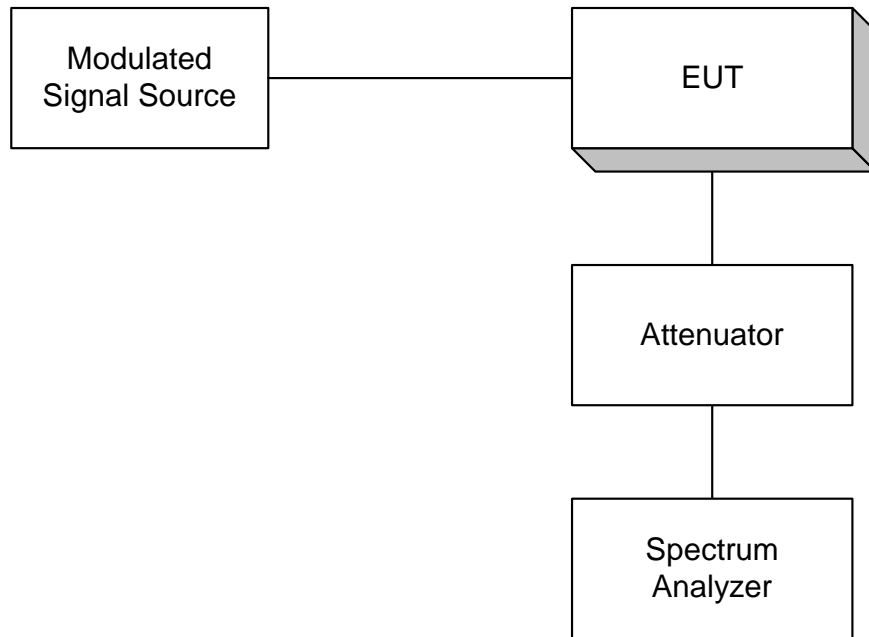 Modulated
Signal Source
EUT
Attenuator
Spectrum
Analyzer